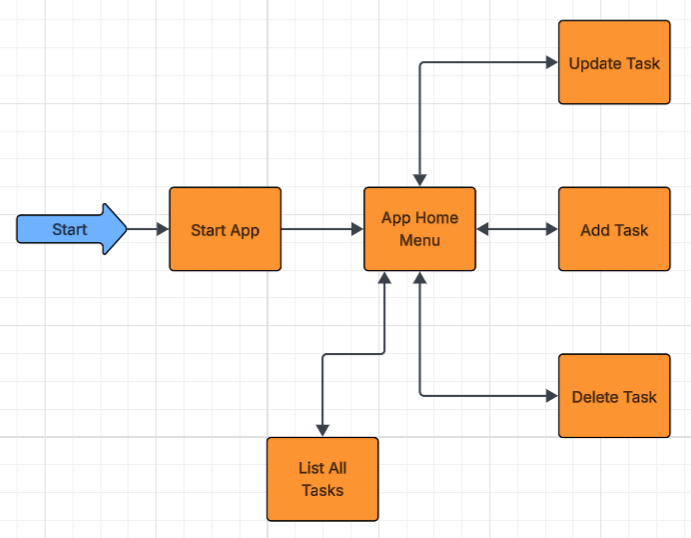 Update Task
Start
Start App
App Home
Menu
Add Task
Delete Task
List All
Tasks